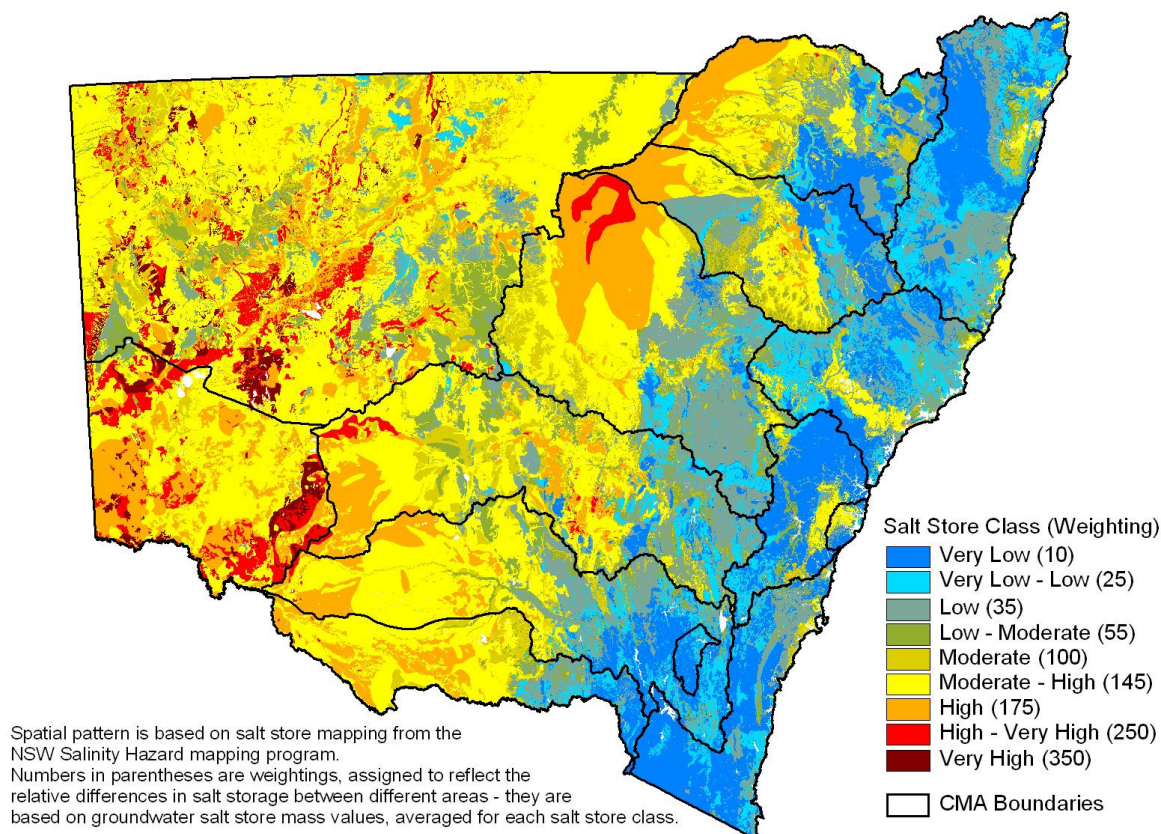 Salt Store Class (Weighting)
Very Low (10)
Very Low - Low (25)
Low (35)
Low - Moderate (55)
Moderate (100)
Moderate - High (145)
High (175)
High - Very High (250)
Very High (350)
CMA Boundaries
Spatial pattern is based on salt store mapping from the
NSW Salinity Hazard mapping program.
Numbers in parentheses are weightings, assigned to reflect the
relative differences in salt storage between different areas - they are
based on groundwater salt store mass values, averaged for each salt store class.